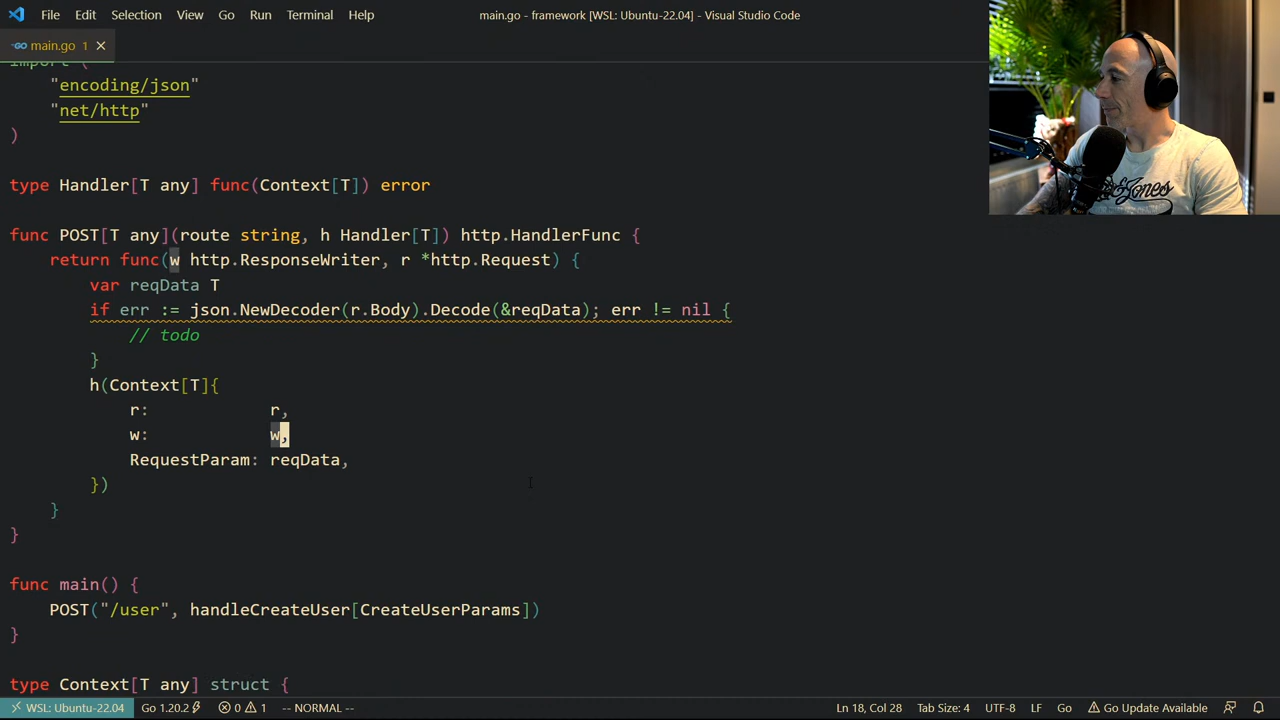 File Edit Selection View Go Run Terminal Help main.go - framework [WSL: Ubuntu-22.04] - Visual Studio Code
main.go 1
import (
"encoding/json"
"net/http"
)
type Handler[T any] func(Context[T]) error
func POST[T any](route string, h Handler[T]) http.HandlerFunc {
return func(w http.ResponseWriter, r *http.Request) {
var reqData T
if err := json.NewDecoder(r.Body).Decode(&reqData); err != nil {
// todo
}
h(Context[T]{
r: r,
w: w,
RequestParam: reqData,
})
}
}
func main() {
POST("/user", handleCreateUser[CreateUserParams])
}
type Context[T any] struct {
WSL: Ubuntu-22.04 Go 1.20.2 0 1 -- NORMAL -- Ln 18, Col 28 Tab Size: 4 UTF-8 LF Go Go Update Available